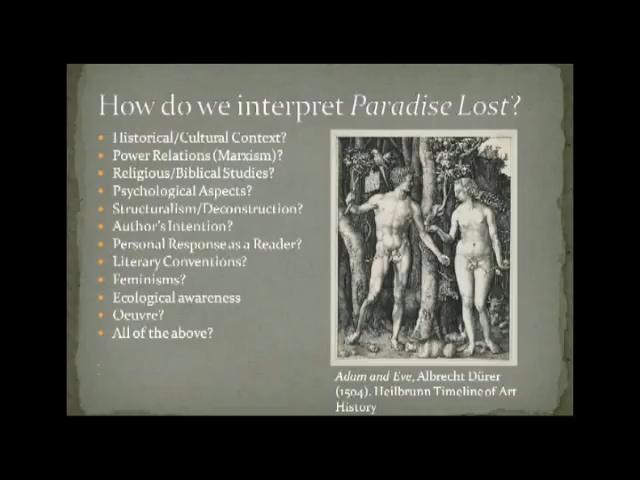 How do we interpret Paradise Lost?
Historical/Cultural Context?
Power Relations (Marxism)?
Religious/Biblical Studies?
Psychological Aspects?
Structuralism/Deconstruction?
Author's Intention?
Personal Response as a Reader?
Literary Conventions?
Feminisms?
Ecological awareness
Oeuvre?
All of the above?
Adam and Eve, Albrecht Dürer
(1504). Heilbrunn Timeline of Art
History